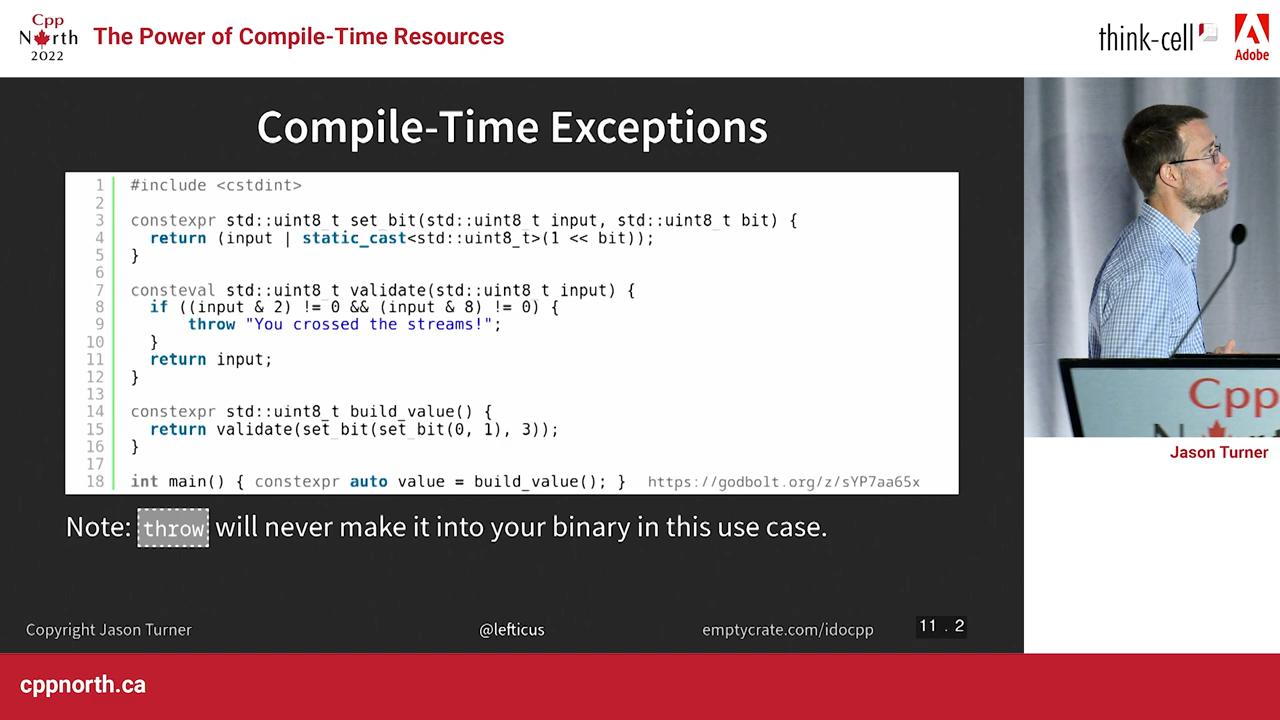 Cpp
North
2022
The Power of Compile-Time Resources
think-cell
Adobe
Compile-Time Exceptions
1 #include <cstdint>
2
3 constexpr std::uint8_t set_bit(std::uint8_t input, std::uint8_t bit) {
4 return (input | static_cast<std::uint8_t>(1 << bit));
5 }
6
7 consteval std::uint8_t validate(std::uint8_t input) {
8 if ((input & 2) != 0 && (input & 8) != 0) {
9 throw "You crossed the streams!";
10 }
11 return input;
12 }
13
14 constexpr std::uint8_t build_value() {
15 return validate(set_bit(set_bit(0, 1), 3));
16 }
17
18 int main() { constexpr auto value = build_value(); } https://godbolt.org/z/sYP7aa65x
Note: throw will never make it into your binary in this use case.
Copyright Jason Turner
@lefticus
emptycrate.com/idocpp
11 . 2
Cpp
North
Jason Turner
cppnorth.ca